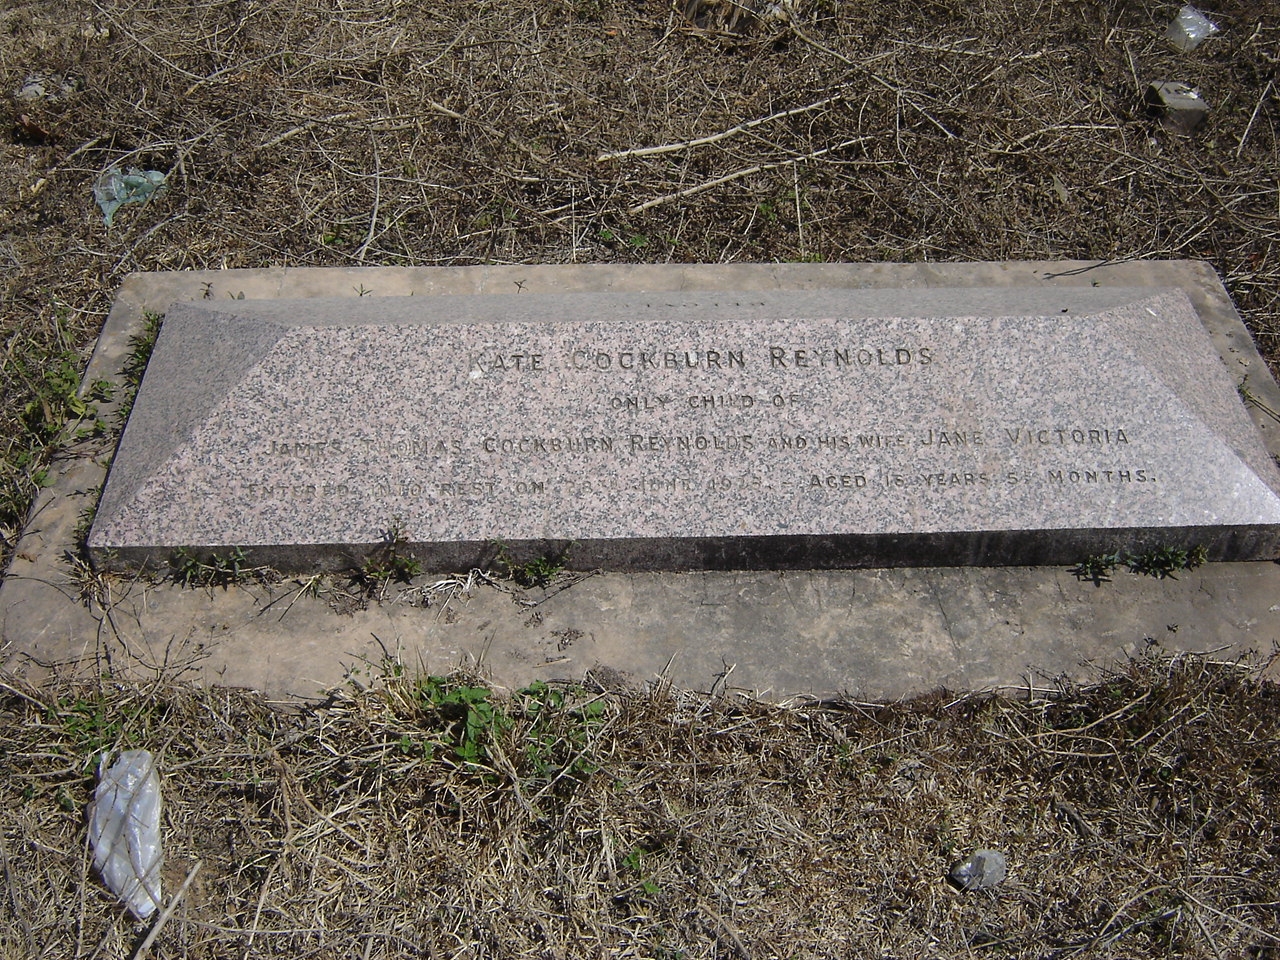 KATE COCKBURN REYNOLDS
ONLY CHILD OF
JAMES THOMAS COCKBURN REYNOLDS AND HIS WIFE JANE VICTORIA
ENTERED INTO REST ON JUNE AGED YEARS 5 MONTHS.